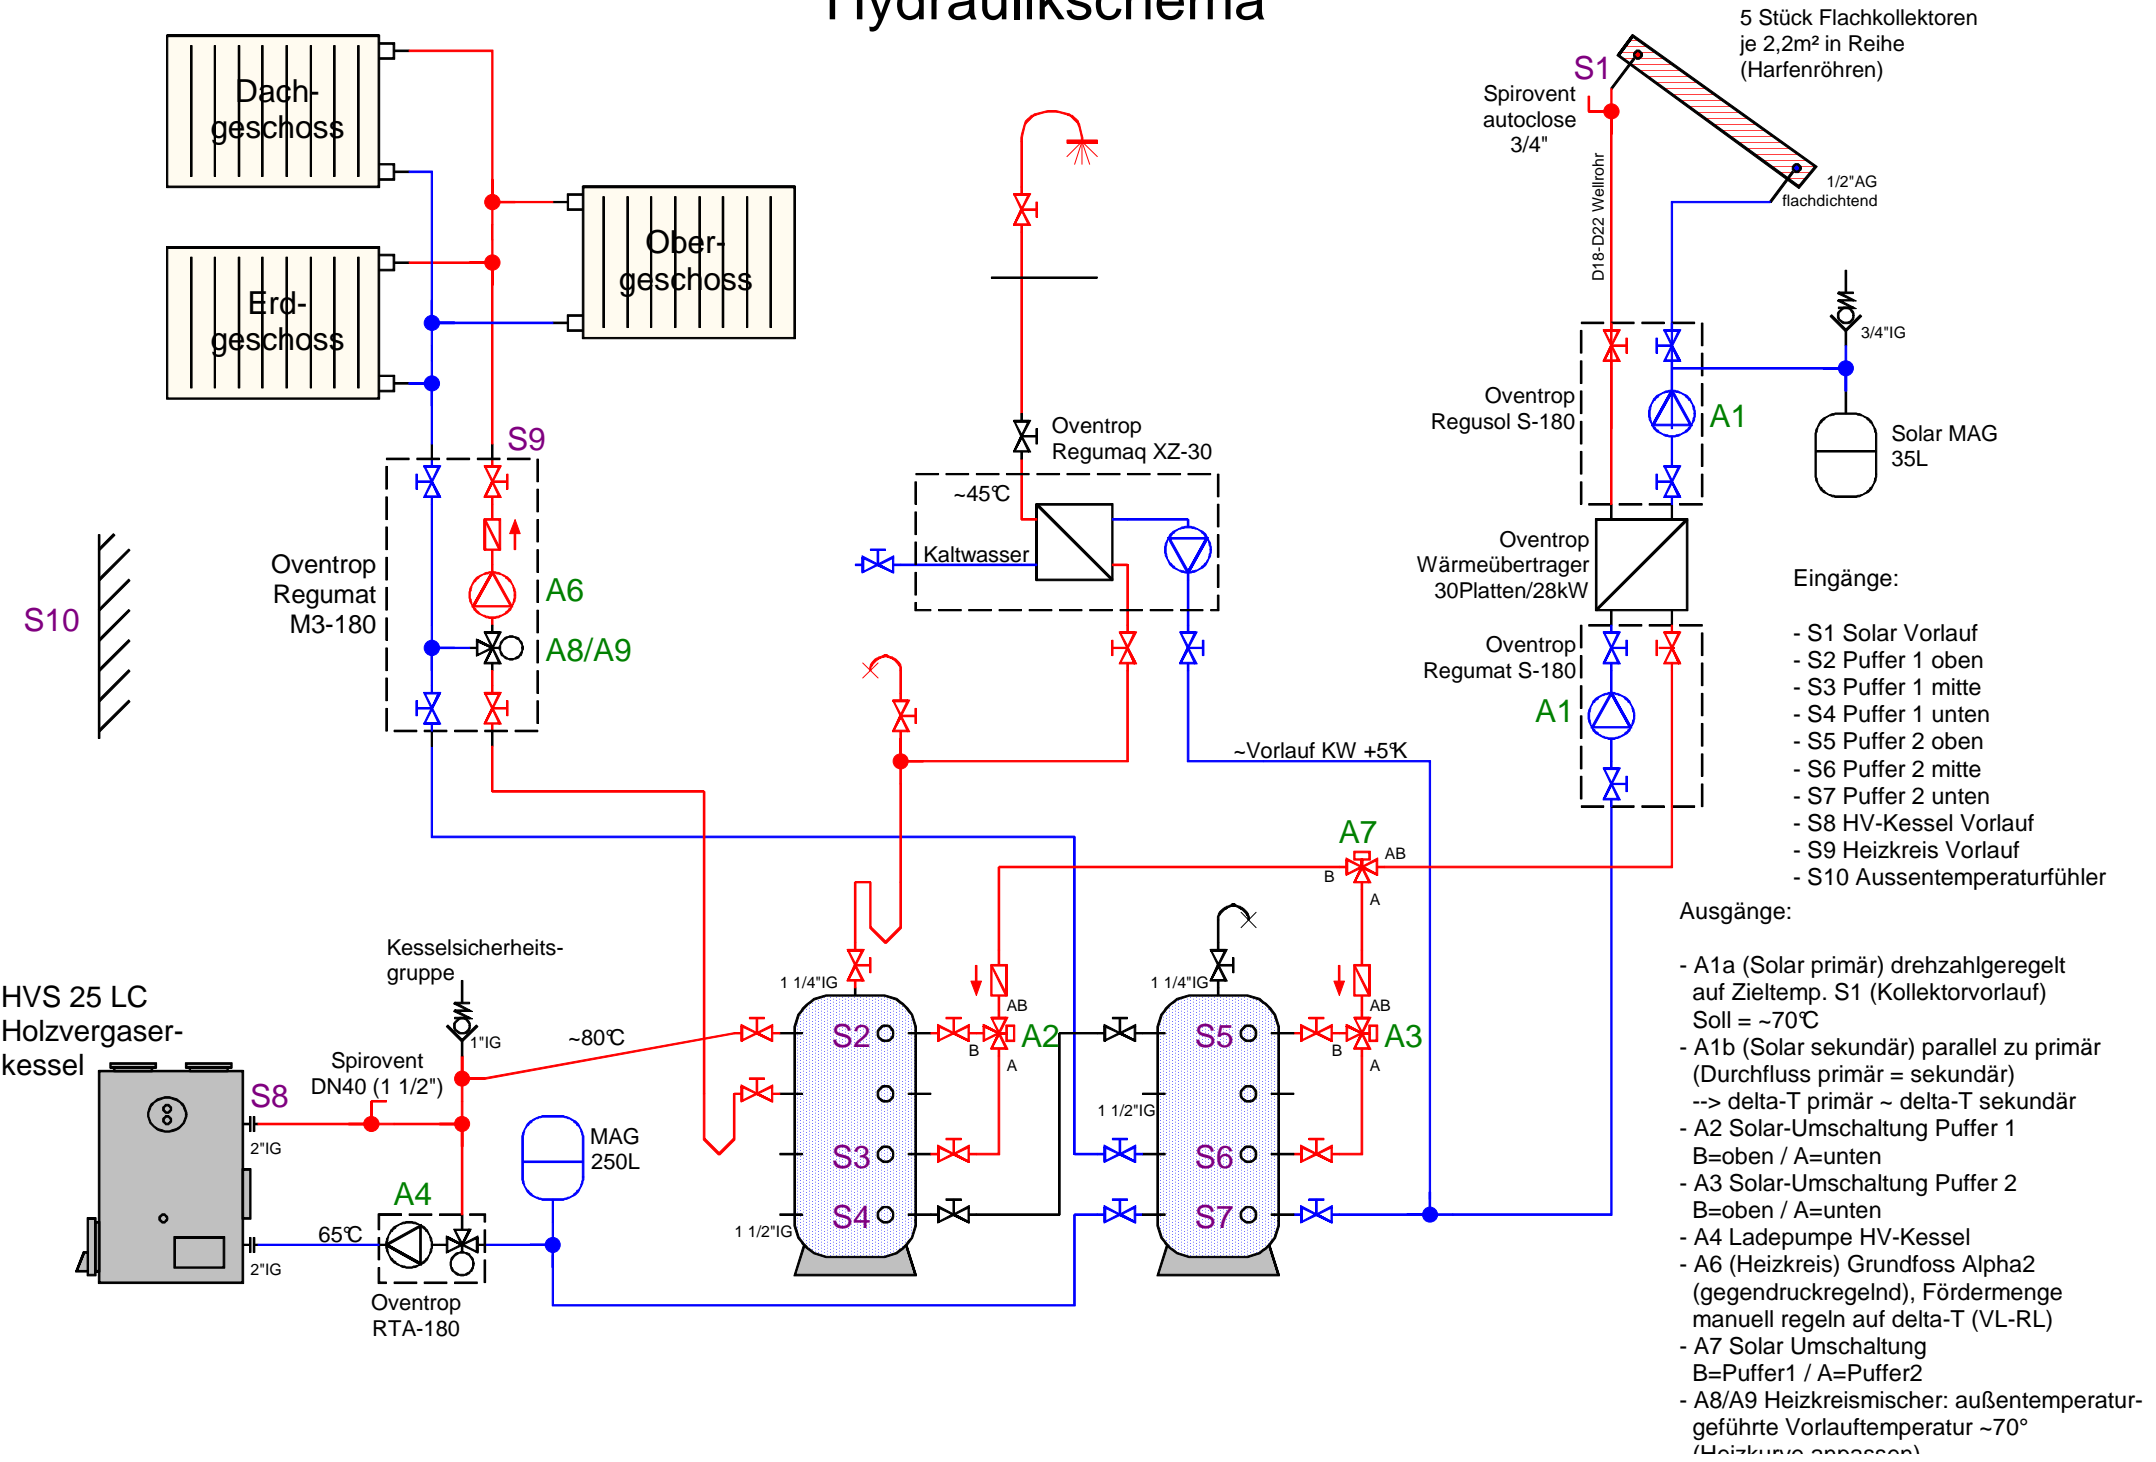 Hydraulikschema
5 Stück Flachkollektoren
je 2,2m² in Reihe
(Harfenröhren)
S1
Spirovent
autoclose
3/4"
D18-D22 Wellrohr
1/2"AG
flachdichtend
Dach-
geschoss
Ober-
geschoss
Erd-
geschoss
3/4"IG
Oventrop
Regusol S-180
A1
Solar MAG
35L
S9
Oventrop
Regumaq XZ-30
~45°C
Kaltwasser
Oventrop
Wärmeübertrager
30Platten/28kW
Oventrop
Regumat
M3-180
A6
A8/A9
S10
Oventrop
Regumat S-180
A1
~Vorlauf KW +5°K
A7
AB
B
A
Eingänge:
- S1 Solar Vorlauf
- S2 Puffer 1 oben
- S3 Puffer 1 mitte
- S4 Puffer 1 unten
- S5 Puffer 2 oben
- S6 Puffer 2 mitte
- S7 Puffer 2 unten
- S8 HV-Kessel Vorlauf
- S9 Heizkreis Vorlauf
- S10 Aussentemperaturfühler
Kesselsicherheits-
gruppe
HVS 25 LC
Holzvergaser-
kessel
1"IG
~80°C
Spirovent
DN40 (1 1/2")
S8
2"IG
MAG
250L
A4
65°C
2"IG
Oventrop
RTA-180
1 1/4"IG
S2
AB
A2
B
A
S3
S4
1 1/2"IG
1 1/4"IG
S5
AB
A3
B
A
1 1/2"IG
S6
S7
Ausgänge:
- A1a (Solar primär) drehzahlgeregelt
auf Zieltemp. S1 (Kollektorvorlauf)
Soll = ~70°C
- A1b (Solar sekundär) parallel zu primär
(Durchfluss primär = sekundär)
--> delta-T primär ~ delta-T sekundär
- A2 Solar-Umschaltung Puffer 1
B=oben / A=unten
- A3 Solar-Umschaltung Puffer 2
B=oben / A=unten
- A4 Ladepumpe HV-Kessel
- A6 (Heizkreis) Grundfoss Alpha2
(gegendruckregelnd), Fördermenge
manuell regeln auf delta-T (VL-RL)
- A7 Solar Umschaltung
B=Puffer1 / A=Puffer2
- A8/A9 Heizkreismischer: außentemperatur-
geführte Vorlauftemperatur ~70°
(Heizkurve anpassen)